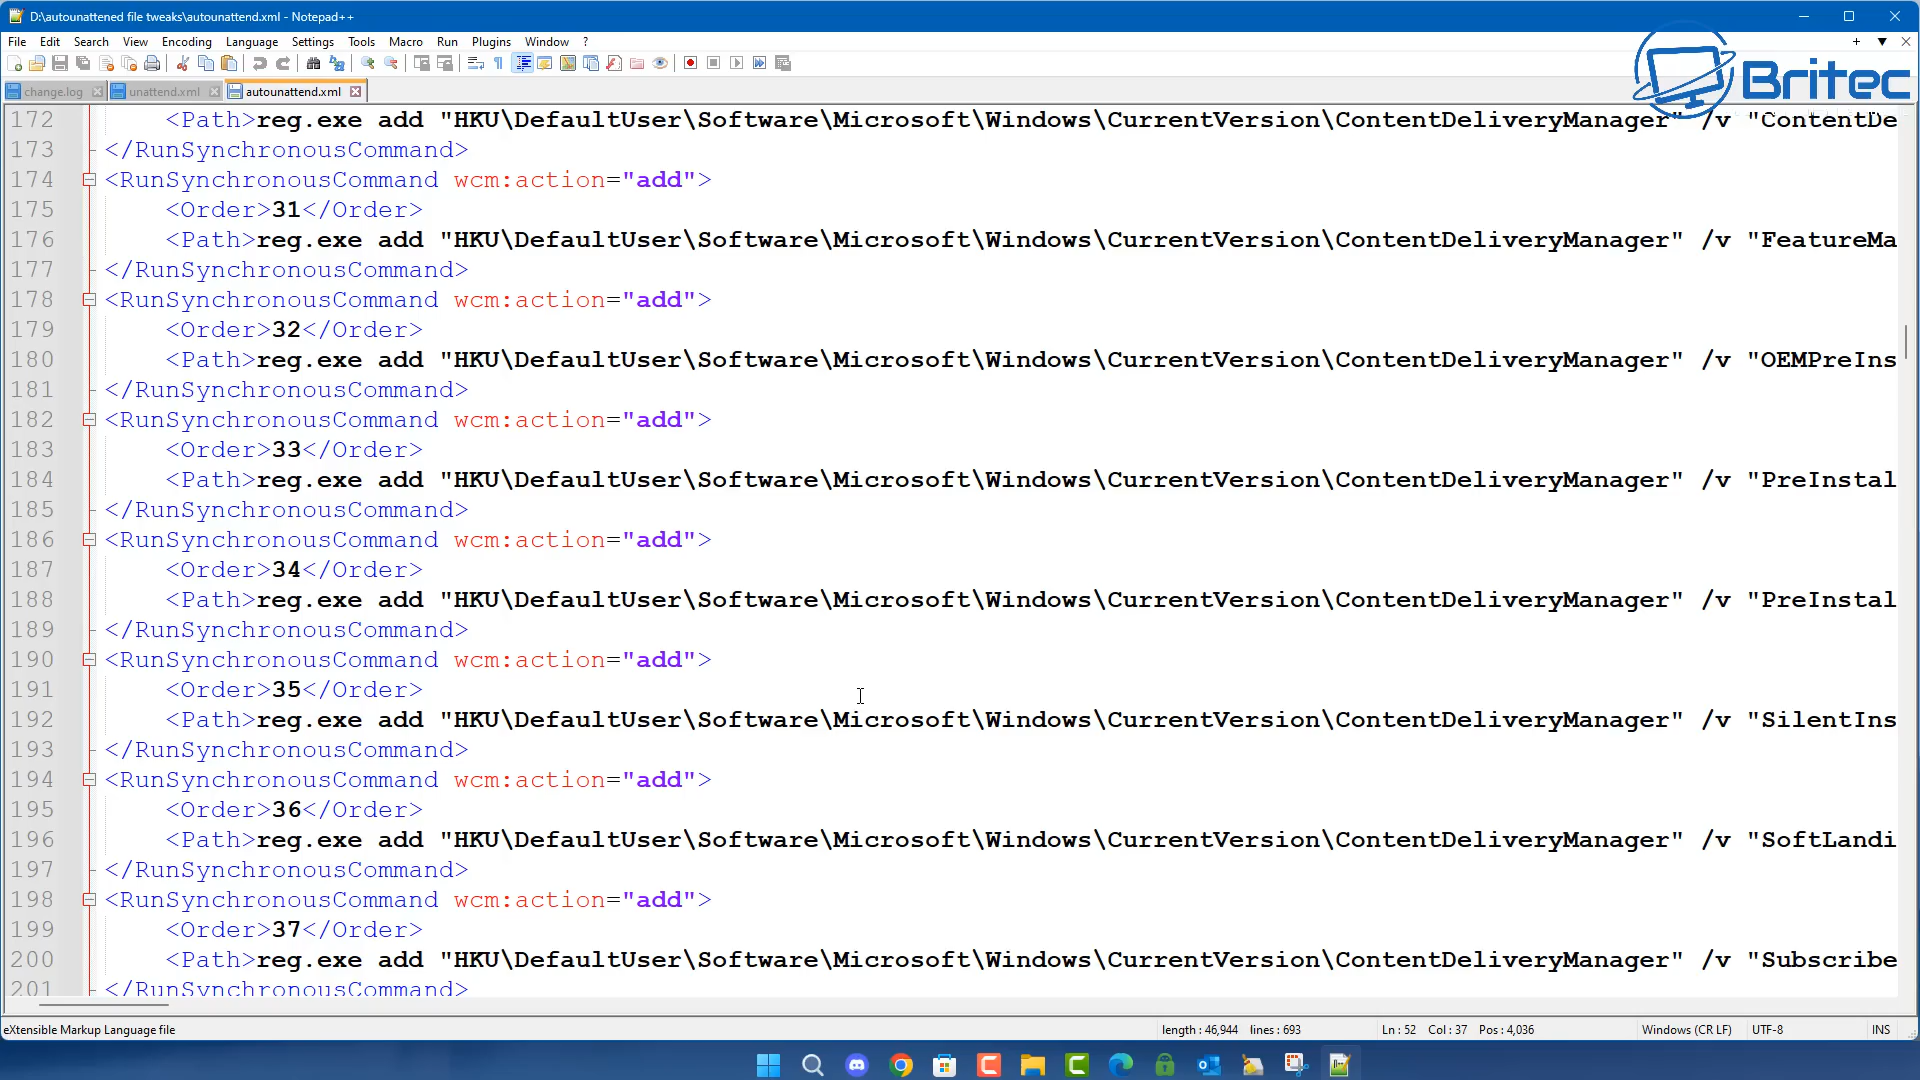 D:\autounattened file tweaks\autounattend.xml - Notepad++
File Edit Search View Encoding Language Settings Tools Macro Run Plugins Window ?
change.log unattend.xml autounattend.xml
Britec
172 <Path>reg.exe add "HKU\DefaultUser\Software\Microsoft\Windows\CurrentVersion\ContentDeliveryManager" /v "ContentDe
173 </RunSynchronousCommand>
174 <RunSynchronousCommand wcm:action="add">
175 <Order>31</Order>
176 <Path>reg.exe add "HKU\DefaultUser\Software\Microsoft\Windows\CurrentVersion\ContentDeliveryManager" /v "FeatureMa
177 </RunSynchronousCommand>
178 <RunSynchronousCommand wcm:action="add">
179 <Order>32</Order>
180 <Path>reg.exe add "HKU\DefaultUser\Software\Microsoft\Windows\CurrentVersion\ContentDeliveryManager" /v "OEMPreIns
181 </RunSynchronousCommand>
182 <RunSynchronousCommand wcm:action="add">
183 <Order>33</Order>
184 <Path>reg.exe add "HKU\DefaultUser\Software\Microsoft\Windows\CurrentVersion\ContentDeliveryManager" /v "PreInstal
185 </RunSynchronousCommand>
186 <RunSynchronousCommand wcm:action="add">
187 <Order>34</Order>
188 <Path>reg.exe add "HKU\DefaultUser\Software\Microsoft\Windows\CurrentVersion\ContentDeliveryManager" /v "PreInstal
189 </RunSynchronousCommand>
190 <RunSynchronousCommand wcm:action="add">
191 <Order>35</Order>
192 <Path>reg.exe add "HKU\DefaultUser\Software\Microsoft\Windows\CurrentVersion\ContentDeliveryManager" /v "SilentIns
193 </RunSynchronousCommand>
194 <RunSynchronousCommand wcm:action="add">
195 <Order>36</Order>
196 <Path>reg.exe add "HKU\DefaultUser\Software\Microsoft\Windows\CurrentVersion\ContentDeliveryManager" /v "SoftLandi
197 </RunSynchronousCommand>
198 <RunSynchronousCommand wcm:action="add">
199 <Order>37</Order>
200 <Path>reg.exe add "HKU\DefaultUser\Software\Microsoft\Windows\CurrentVersion\ContentDeliveryManager" /v "Subscribe
201 </RunSynchronousCommand>
eXtensible Markup Language file length : 46,944 lines : 693 Ln : 52 Col : 37 Pos : 4,036 Windows (CR LF) UTF-8 INS